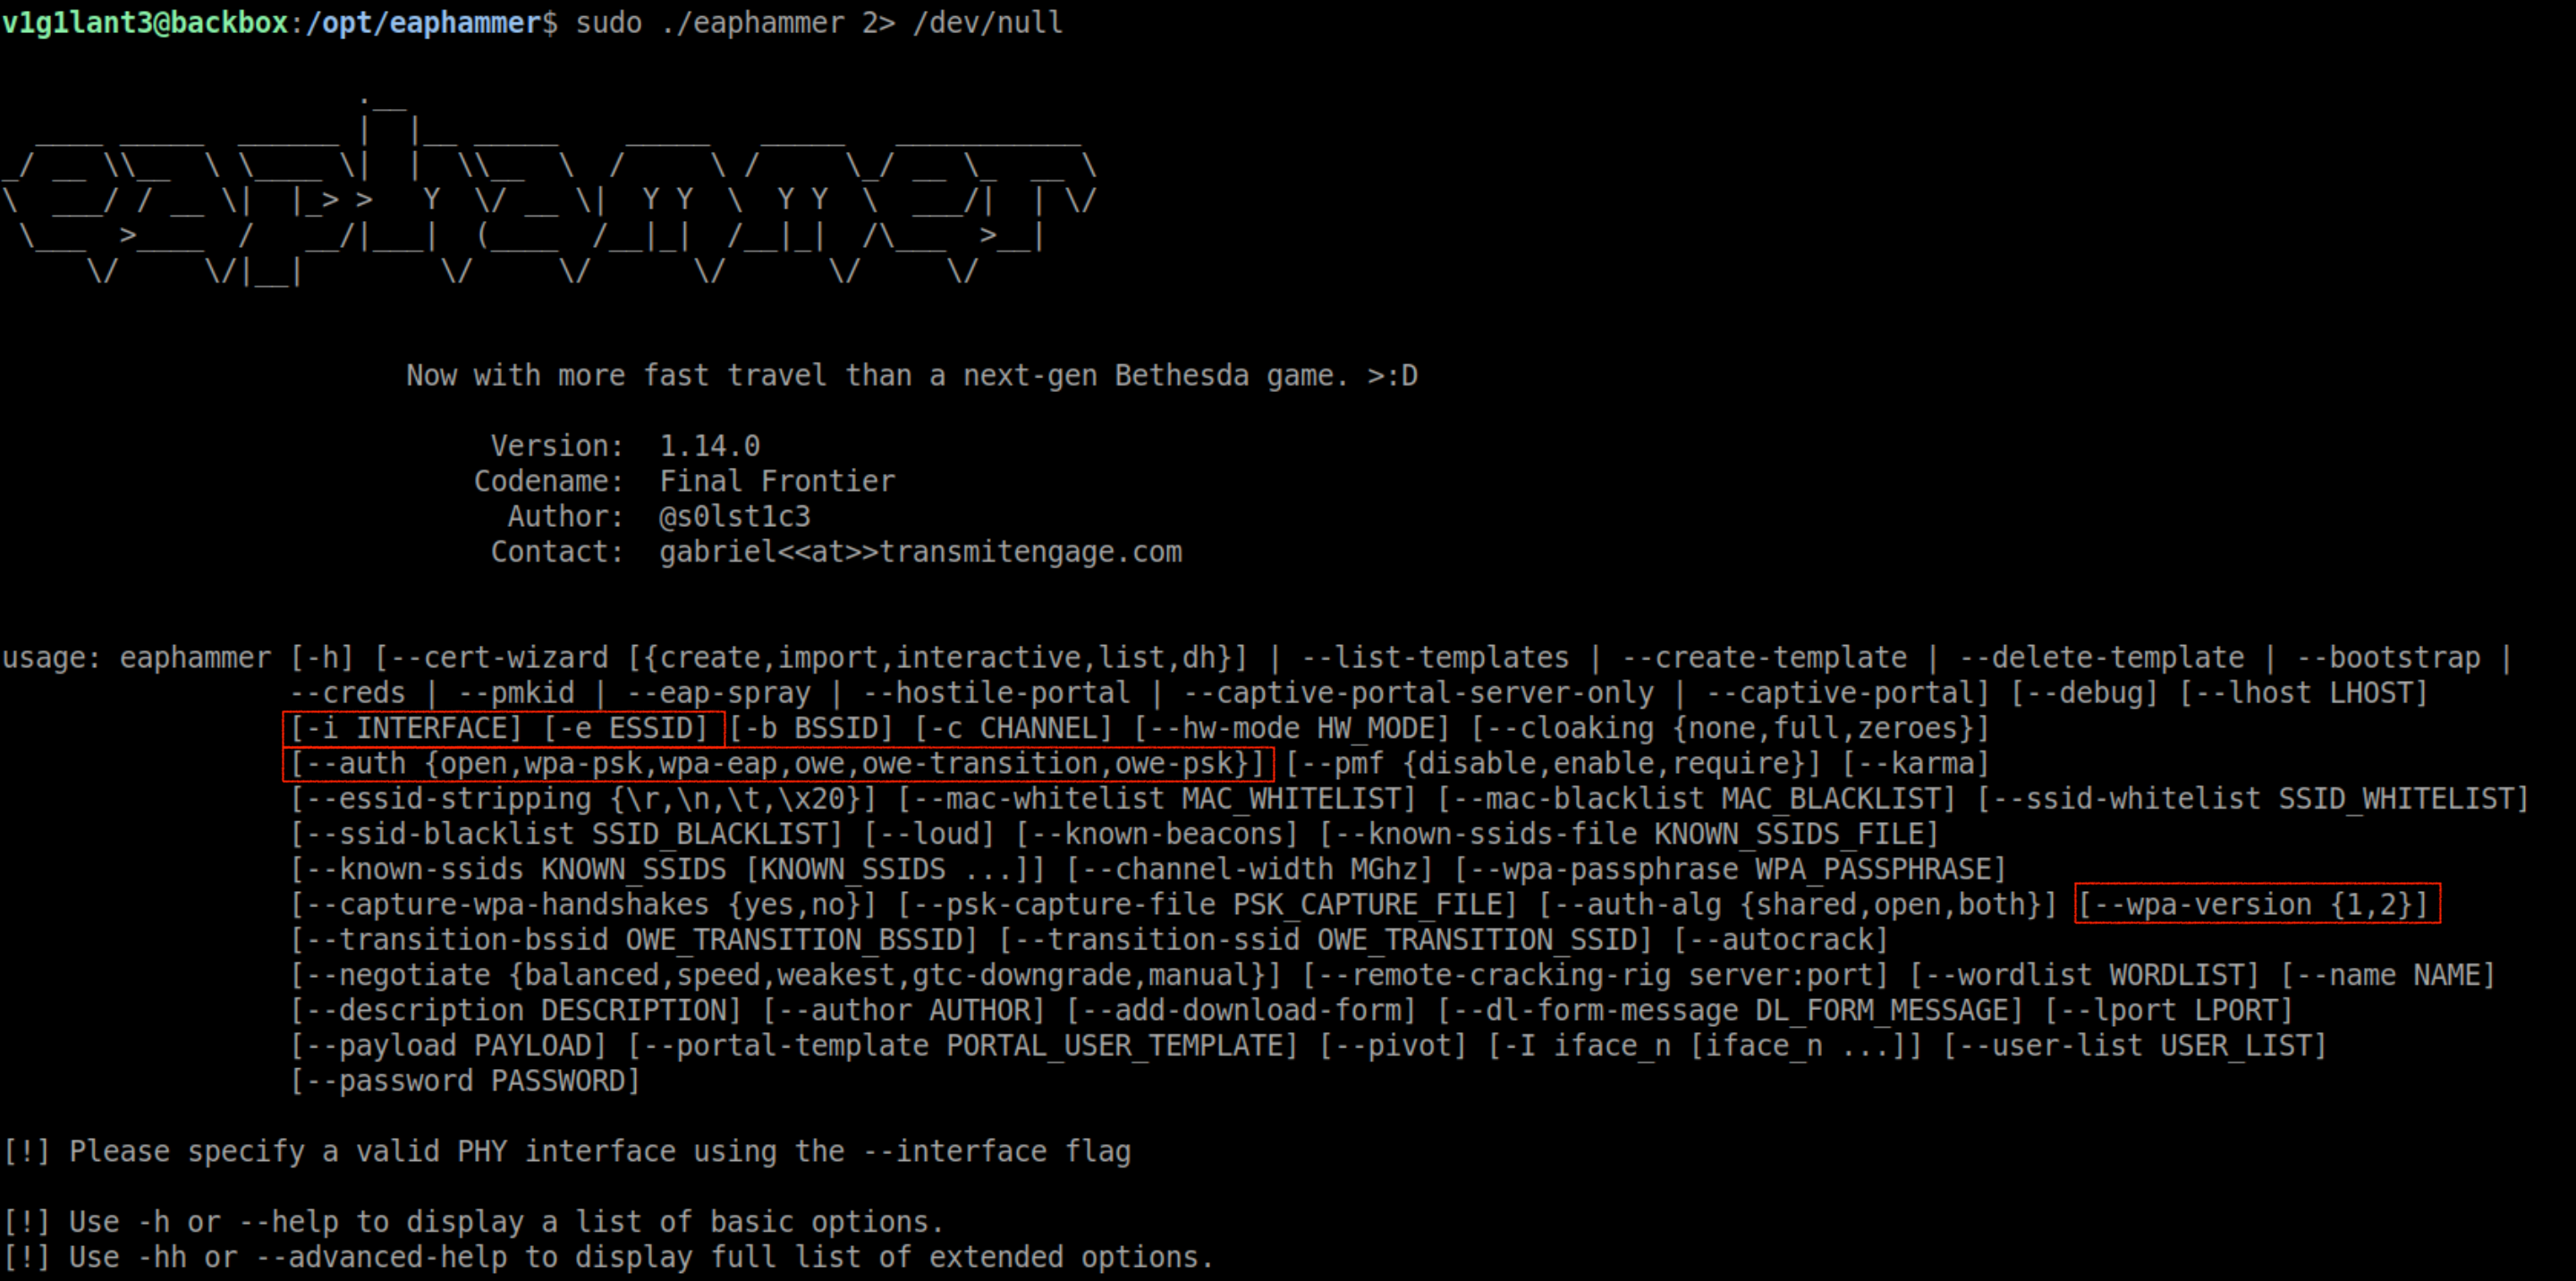 v1g1lant3@backbox:/opt/eaphammer$ sudo ./eaphammer 2> /dev/null
eaphammer
Now with more fast travel than a next-gen Bethesda game. >:D
Version:  1.14.0
Codename:  Final Frontier
Author:  @s0lst1c3
Contact:  gabriel<<at>>transmitengage.com
usage: eaphammer [-h] [--cert-wizard [{create,import,interactive,list,dh}] | --list-templates | --create-template | --delete-template | --bootstrap |
--creds | --pmkid | --eap-spray | --hostile-portal | --captive-portal-server-only | --captive-portal] [--debug] [--lhost LHOST]
[-i INTERFACE] [-e ESSID] [-b BSSID] [-c CHANNEL] [--hw-mode HW_MODE] [--cloaking {none,full,zeroes}]
[--auth {open,wpa-psk,wpa-eap,owe,owe-transition,owe-psk}] [--pmf {disable,enable,require}] [--karma]
[--essid-stripping {\r,\n,\t,\x20}] [--mac-whitelist MAC_WHITELIST] [--mac-blacklist MAC_BLACKLIST] [--ssid-whitelist SSID_WHITELIST]
[--ssid-blacklist SSID_BLACKLIST] [--loud] [--known-beacons] [--known-ssids-file KNOWN_SSIDS_FILE]
[--known-ssids KNOWN_SSIDS [KNOWN_SSIDS ...]] [--channel-width MGhz] [--wpa-passphrase WPA_PASSPHRASE]
[--capture-wpa-handshakes {yes,no}] [--psk-capture-file PSK_CAPTURE_FILE] [--auth-alg {shared,open,both}] [--wpa-version {1,2}]
[--transition-bssid OWE_TRANSITION_BSSID] [--transition-ssid OWE_TRANSITION_SSID] [--autocrack]
[--negotiate {balanced,speed,weakest,gtc-downgrade,manual}] [--remote-cracking-rig server:port] [--wordlist WORDLIST] [--name NAME]
[--description DESCRIPTION] [--author AUTHOR] [--add-download-form] [--dl-form-message DL_FORM_MESSAGE] [--lport LPORT]
[--payload PAYLOAD] [--portal-template PORTAL_USER_TEMPLATE] [--pivot] [-I iface_n [iface_n ...]] [--user-list USER_LIST]
[--password PASSWORD]
[!] Please specify a valid PHY interface using the --interface flag
[!] Use -h or --help to display a list of basic options.
[!] Use -hh or --advanced-help to display full list of extended options.